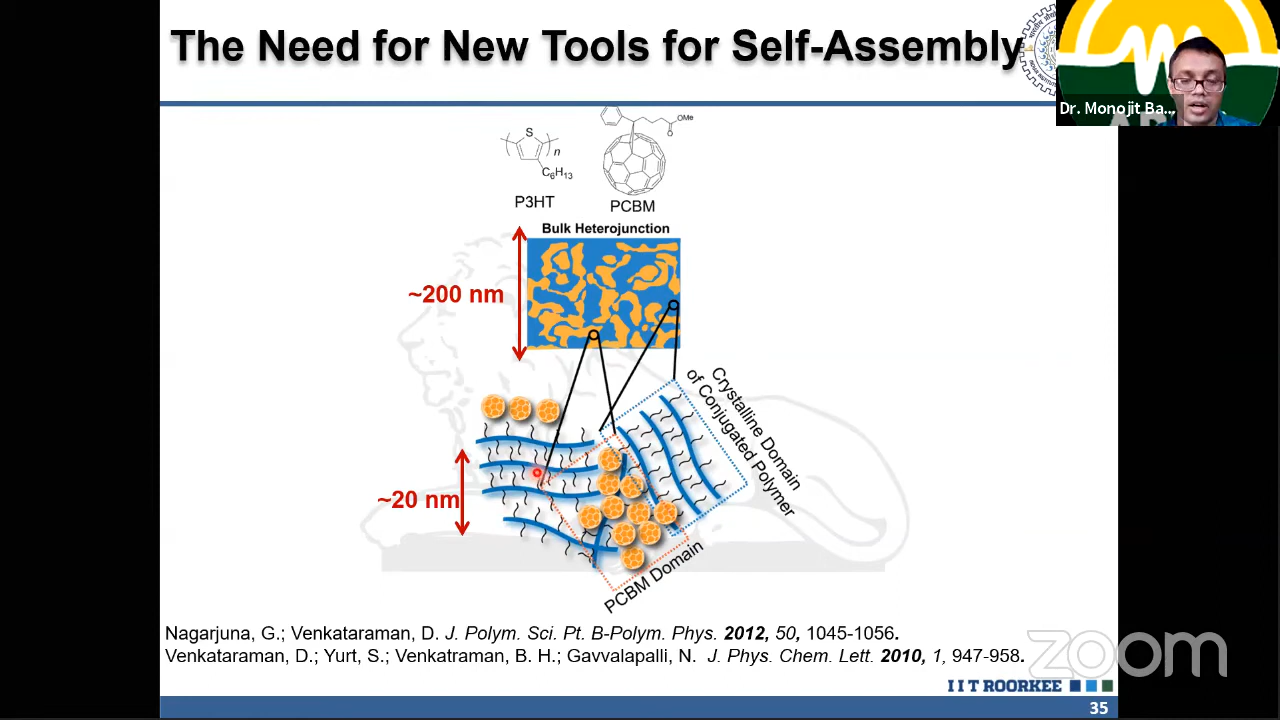 The Need for New Tools for Self-Assembly
Dr. Monojit Ba...
OMe
O
S
n
C6H13
P3HT
PCBM
Bulk Heterojunction
~200 nm
Crystalline Domain
of Conjugated Polymer
~20 nm
PCBM Domain
Nagarjuna, G.; Venkataraman, D. J. Polym. Sci. Pt. B-Polym. Phys. 2012, 50, 1045-1056.
Venkataraman, D.; Yurt, S.; Venkatraman, B. H.; Gavvalapalli, N. J. Phys. Chem. Lett. 2010, 1, 947-958.
zoom
IIT ROORKEE
35